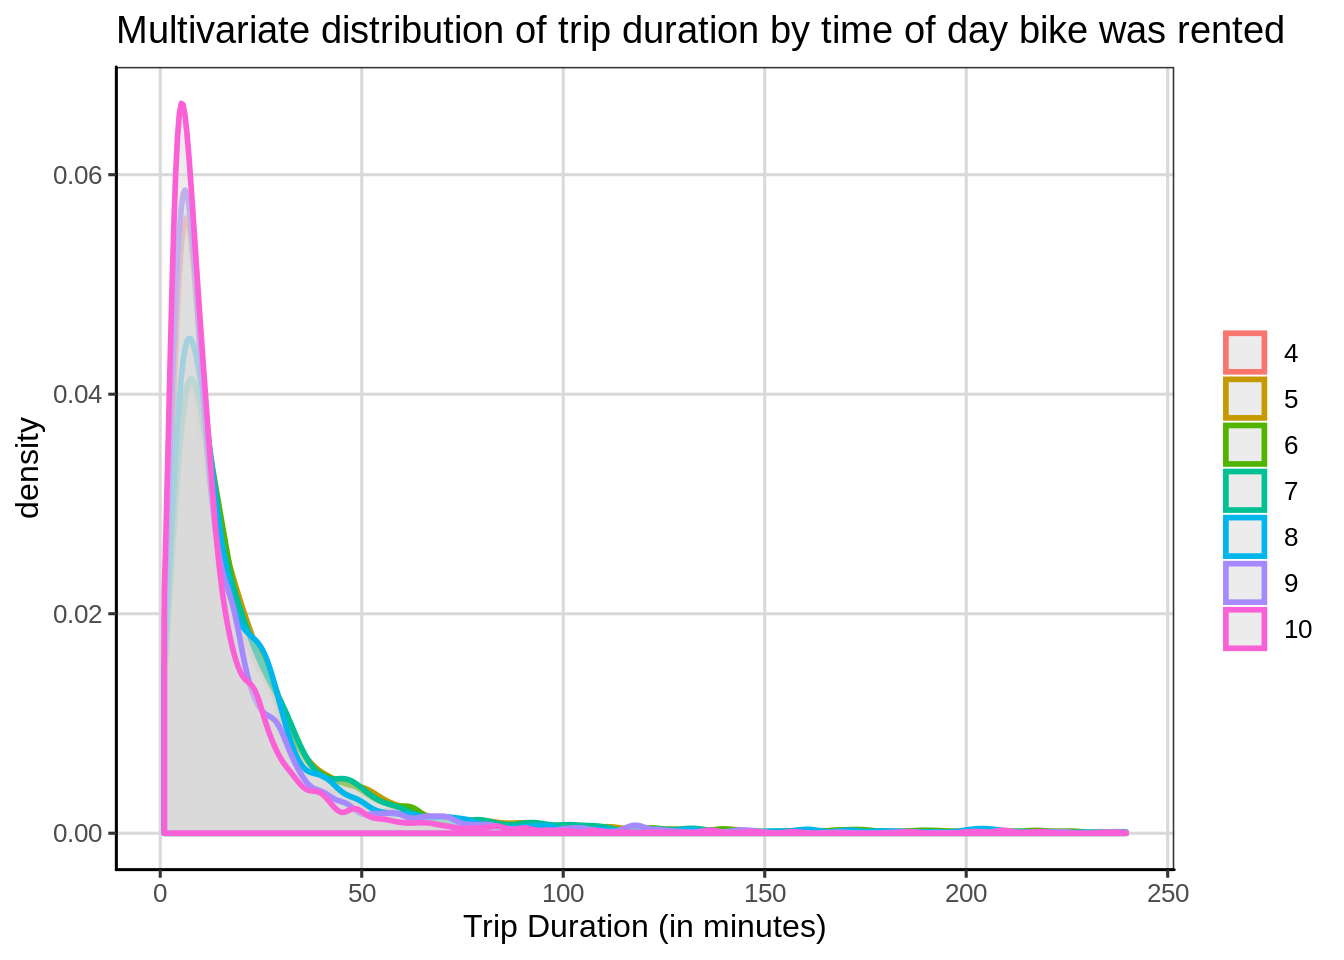 Multivariate distribution of trip duration by time of day bike was rented
density
0.06
0.04
0.02
0.00
0 50 100 150 200 250
Trip Duration (in minutes)
4
5
6
7
8
9
10